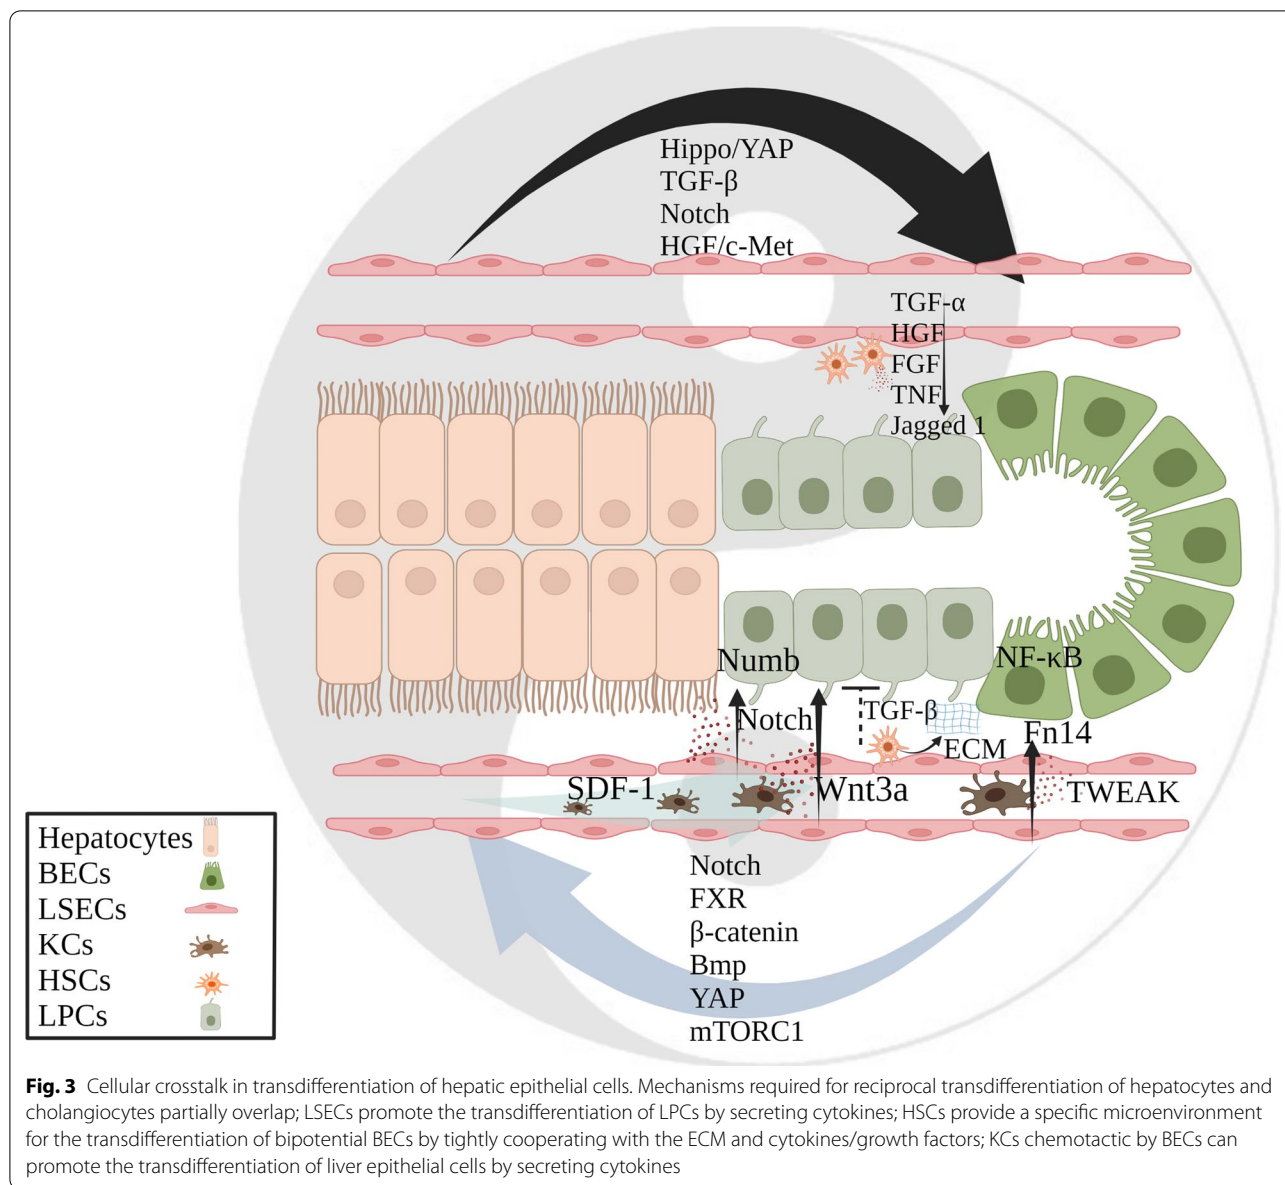 Hippo/YAP
TGF-β
Notch
HGF/c-Met
TGF-α
HGF
FGF
TNF
Jagged 1
Numb
NF-κB
Notch
TGF-β
ECM
Fn14
SDF-1
Wnt3a
TWEAK
Notch
FXR
β-catenin
Bmp
YAP
mTORC1
Hepatocytes
BECs
LSECs
KCs
HSCs
LPCs
Fig. 3 Cellular crosstalk in transdifferentiation of hepatic epithelial cells. Mechanisms required for reciprocal transdifferentiation of hepatocytes and
cholangiocytes partially overlap; LSECs promote the transdifferentiation of LPCs by secreting cytokines; HSCs provide a specific microenvironment
for the transdifferentiation of bipotential BECs by tightly cooperating with the ECM and cytokines/growth factors; KCs chemotactic by BECs can
promote the transdifferentiation of liver epithelial cells by secreting cytokines